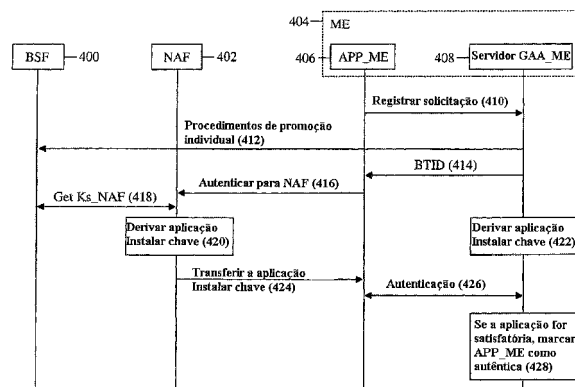 404
ME
BSF
400
NAF
402
406
APP_ME
408
Servidor GAA_ME
Registrar solicitação (410)
Procedimentos de promoção
individual (412)
BTID (414)
Autenticar para NAF (416)
Get Ks_NAF (418)
Derivar aplicação
Instalar chave (420)
Derivar aplicação
Instalar chave (422)
Transferir a aplicação
Instalar chave (424)
Autenticação (426)
Se a aplicação for
satisfatória, marcar
APP_ME como
autêntica (428)